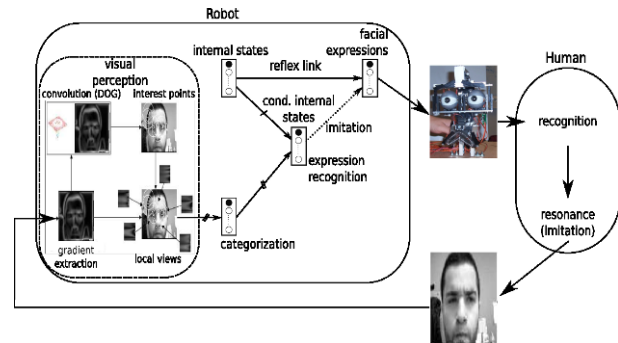 Robot
facial
expressions
internal states
reflex link
Human
visual
perception
convolution (DOG)
interest points
cond. internal
states
imitation
recognition
expression
recognition
categorization
resonance
(Imitation)
gradient
extraction
local views